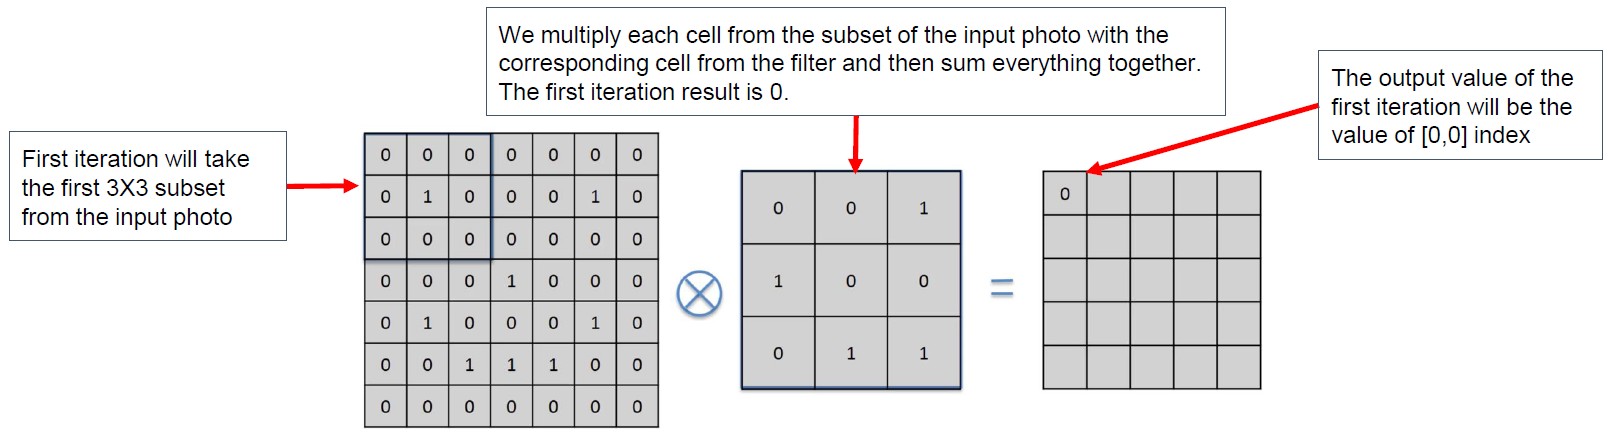 We multiply each cell from the subset of the input photo with the
corresponding cell from the filter and then sum everything together.
The first iteration result is 0.
The output value of the
first iteration will be the
value of [0,0] index
First iteration will take
the first 3X3 subset
from the input photo
0 0 0 0 0 0 0
0 1 0 0 0 1 0
0 0 0 0 0 0 0
0 0 0 1 0 0 0
0 1 0 0 0 1 0
0 0 1 1 1 0 0
0 0 0 0 0 0 0
0 0 1
1 0 0
0 1 1
=
0